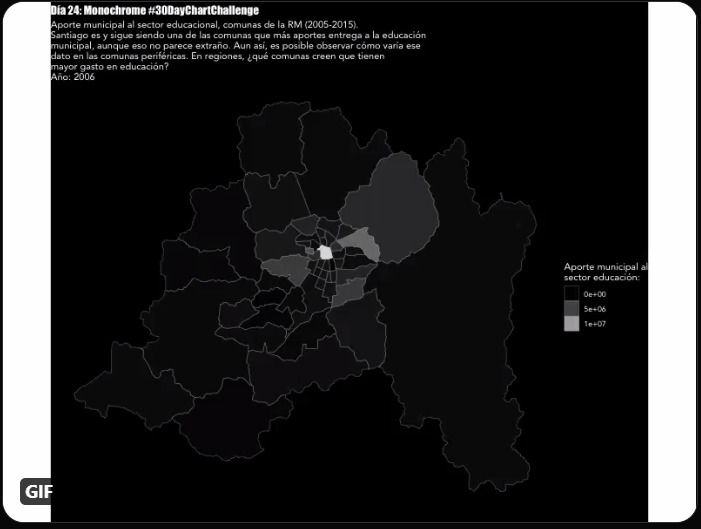 Día 24: Monochrome #30DayChartChallenge
Aporte municipal al sector educacional, comunas de la RM (2005-2015).
Santiago es y sigue siendo una de las comunas que más aportes entrega a la educación
municipal, aunque eso no parece extraño. Aun así, es posible observar cómo varía ese
dato en las comunas periféricas. En regiones, ¿qué comunas creen que tienen
mayor gasto en educación?
Año: 2006
Aporte municipal al
sector educación:
0e+00
5e+06
1e+07
GIF